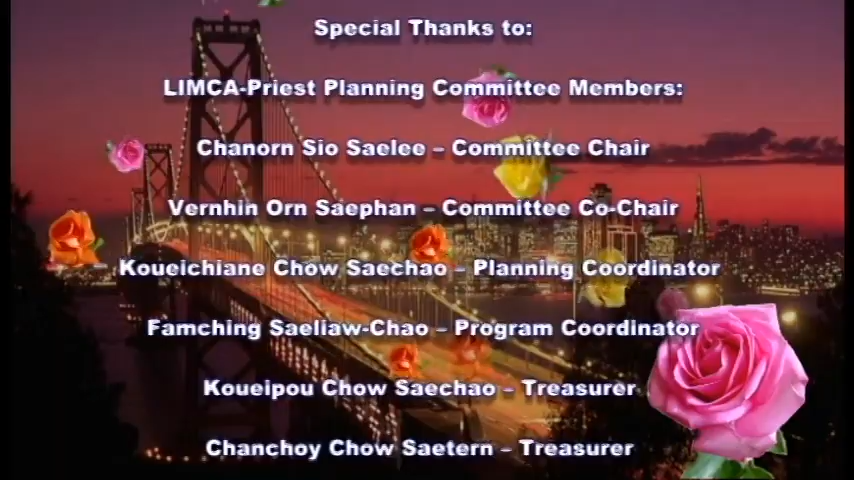 Special Thanks to:
LIMCA-Priest Planning Committee Members:
Chanorn Sio Saelee – Committee Chair
Vernhin Orn Saephan – Committee Co-Chair
Koueichiane Chow Saechao – Planning Coordinator
Famching Saeliaw-Chao – Program Coordinator
Koueipou Chow Saechao – Treasurer
Chanchoy Chow Saetern – Treasurer